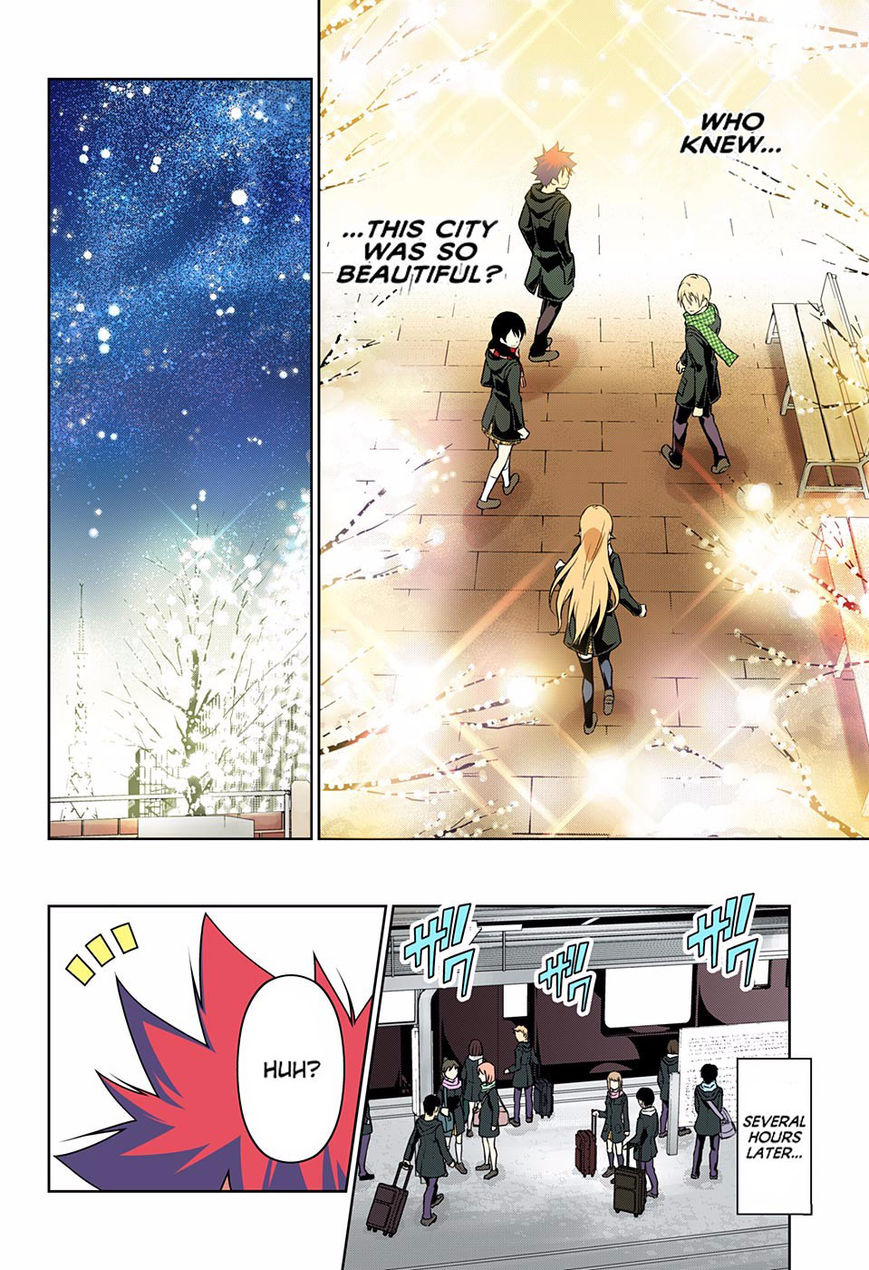 WHO
KNEW...
...THIS CITY
WAS SO
BEAUTIFUL?
ザワ
ザワ
ザワ
SEVERAL
HOURS
LATER...
HUH?